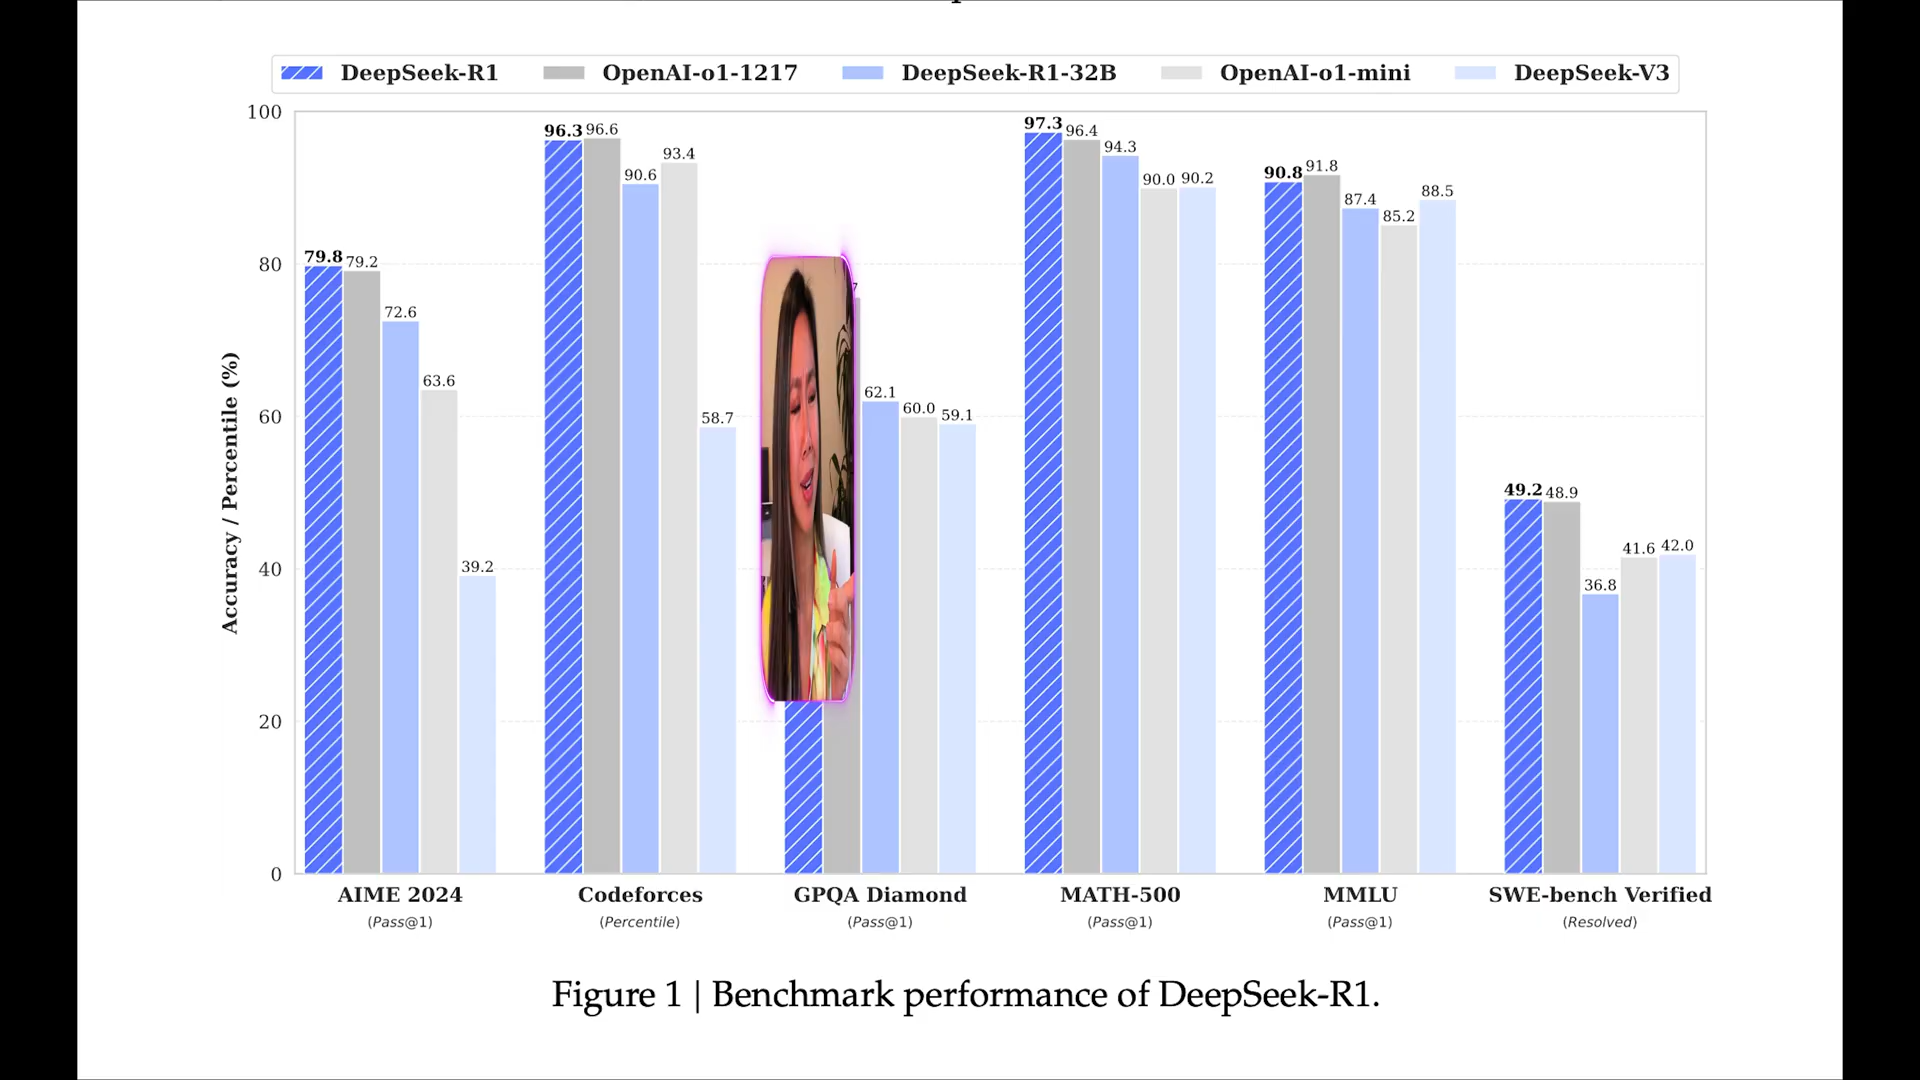 DeepSeek-R1 OpenAI-o1-1217 DeepSeek-R1-32B OpenAI-o1-mini DeepSeek-V3
Accuracy / Percentile (%)
100
80
60
40
20
0
79.8 79.2 72.6 63.6 39.2
96.3 96.6 90.6 93.4 58.7
7 62.1 60.0 59.1
97.3 96.4 94.3 90.0 90.2
90.8 91.8 87.4 85.2 88.5
49.2 48.9 36.8 41.6 42.0
AIME 2024 Codeforces GPQA Diamond MATH-500 MMLU SWE-bench Verified
(Pass@1) (Percentile) (Pass@1) (Pass@1) (Pass@1) (Resolved)
Figure 1 | Benchmark performance of DeepSeek-R1.